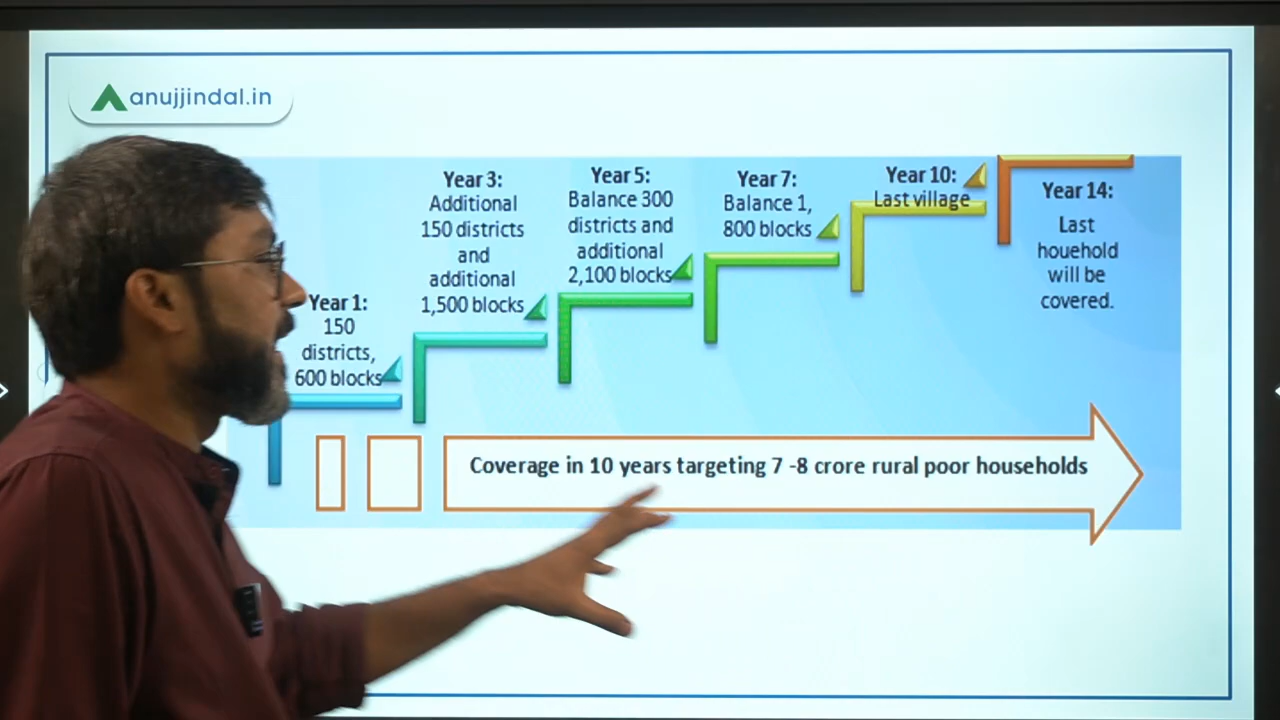 anujjindal.in
Year 1:
150
districts,
600 blocks
Year 3:
Additional
150 districts
and
additional
1,500 blocks
Year 5:
Balance 300
districts and
additional
2,100 blocks
Year 7:
Balance 1,
800 blocks
Year 10:
Last village
Year 14:
Last
houehold
will be
covered.
Coverage in 10 years targeting 7 -8 crore rural poor households